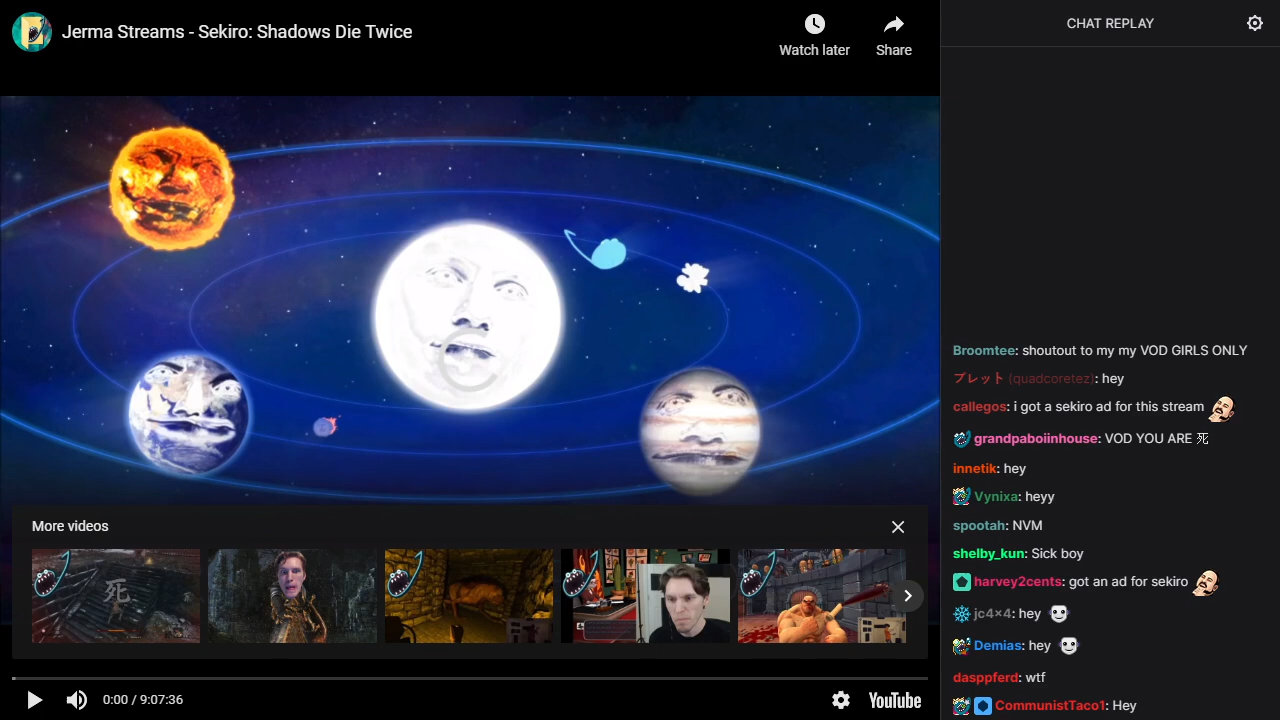 Jerma Streams - Sekiro: Shadows Die Twice
Watch later
Share
CHAT REPLAY
Broomtee: shoutout to my my VOD GIRLS ONLY
ブレット (quadcoretez): hey
callegos: i got a sekiro ad for this stream
grandpaboiinhouse: VOD YOU ARE 死
innetik: hey
Vynixa: heyy
spootah: NVM
shelby_kun: Sick boy
harvey2cents: got an ad for sekiro
jc4×4: hey
Demias: hey
dasppferd: wtf
CommunistTaco1: Hey
More videos
死
0:00 / 9:07:36
YouTube